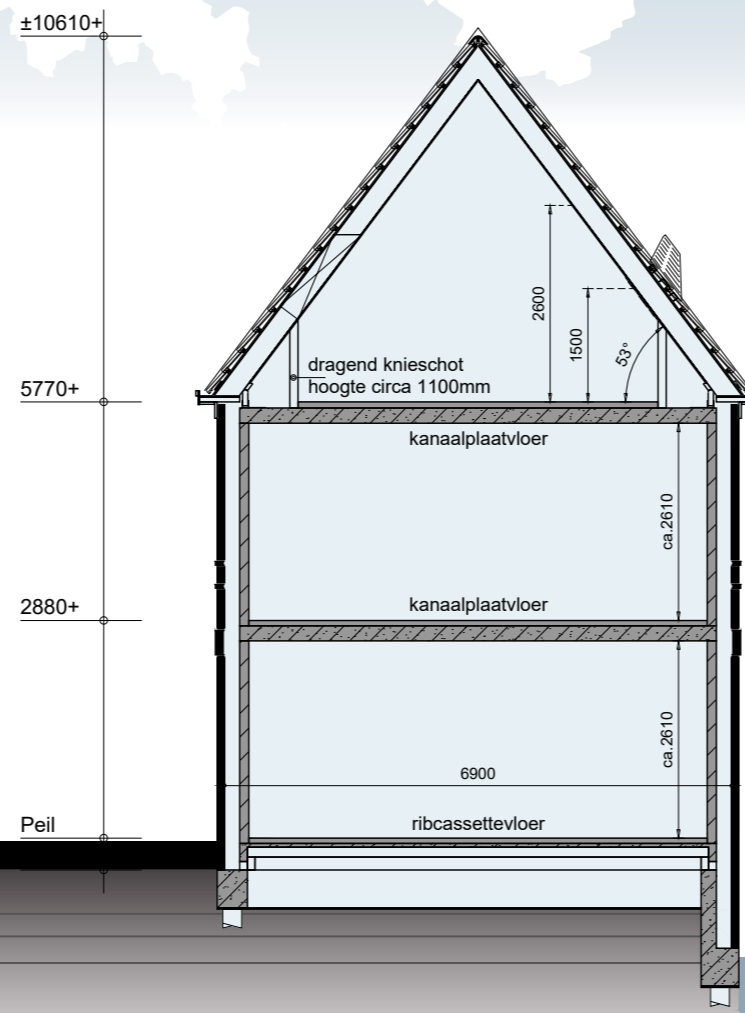 ±10610+
2600
1500
53°
dragend knieschot
hoogte circa 1100mm
5770+
kanaalplaatvloer
ca.2610
kanaalplaatvloer
2880+
ca.2610
6900
Peil
ribcassettevloer